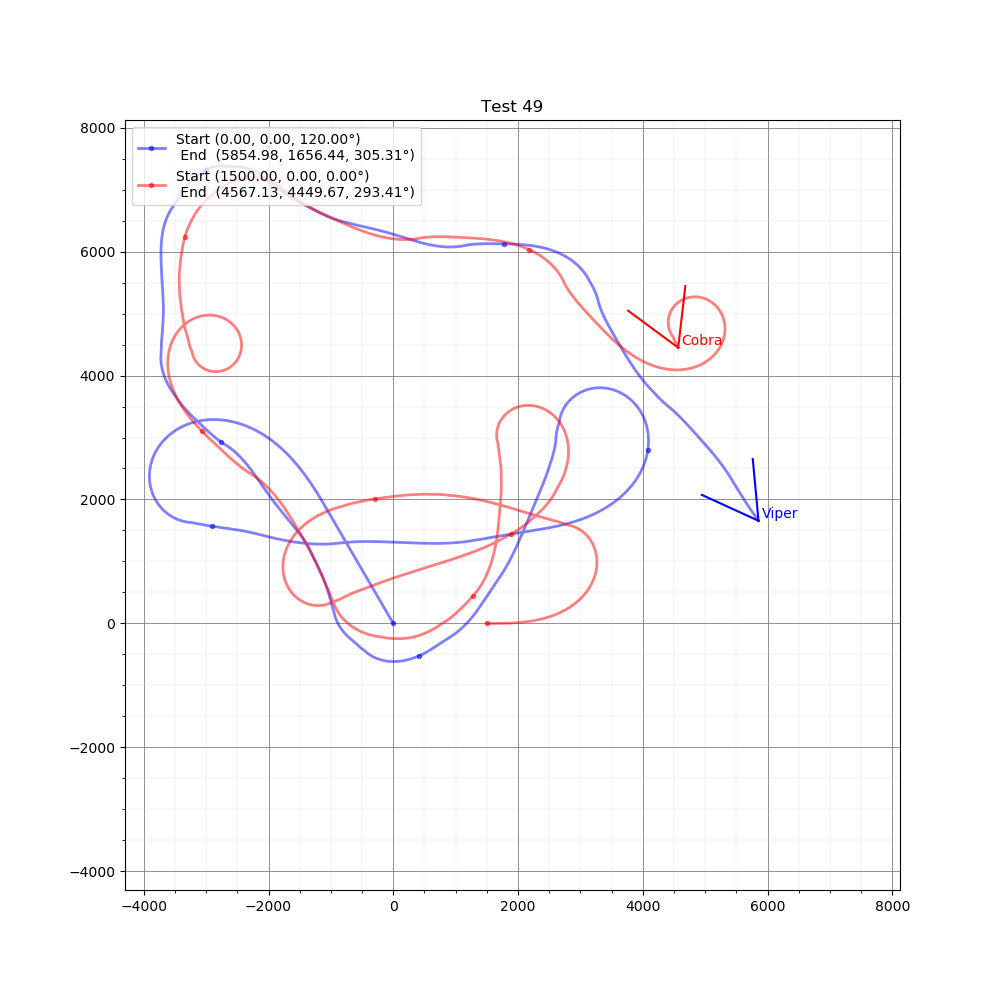 Test 49
Start (0.00, 0.00, 120.00°)
End (5854.98, 1656.44, 305.31°)
Start (1500.00, 0.00, 0.00°)
End (4567.13, 4449.67, 293.41°)
8000
6000
4000
2000
0
−2000
−4000
Cobra
Viper
−4000 −2000 0 2000 4000 6000 8000